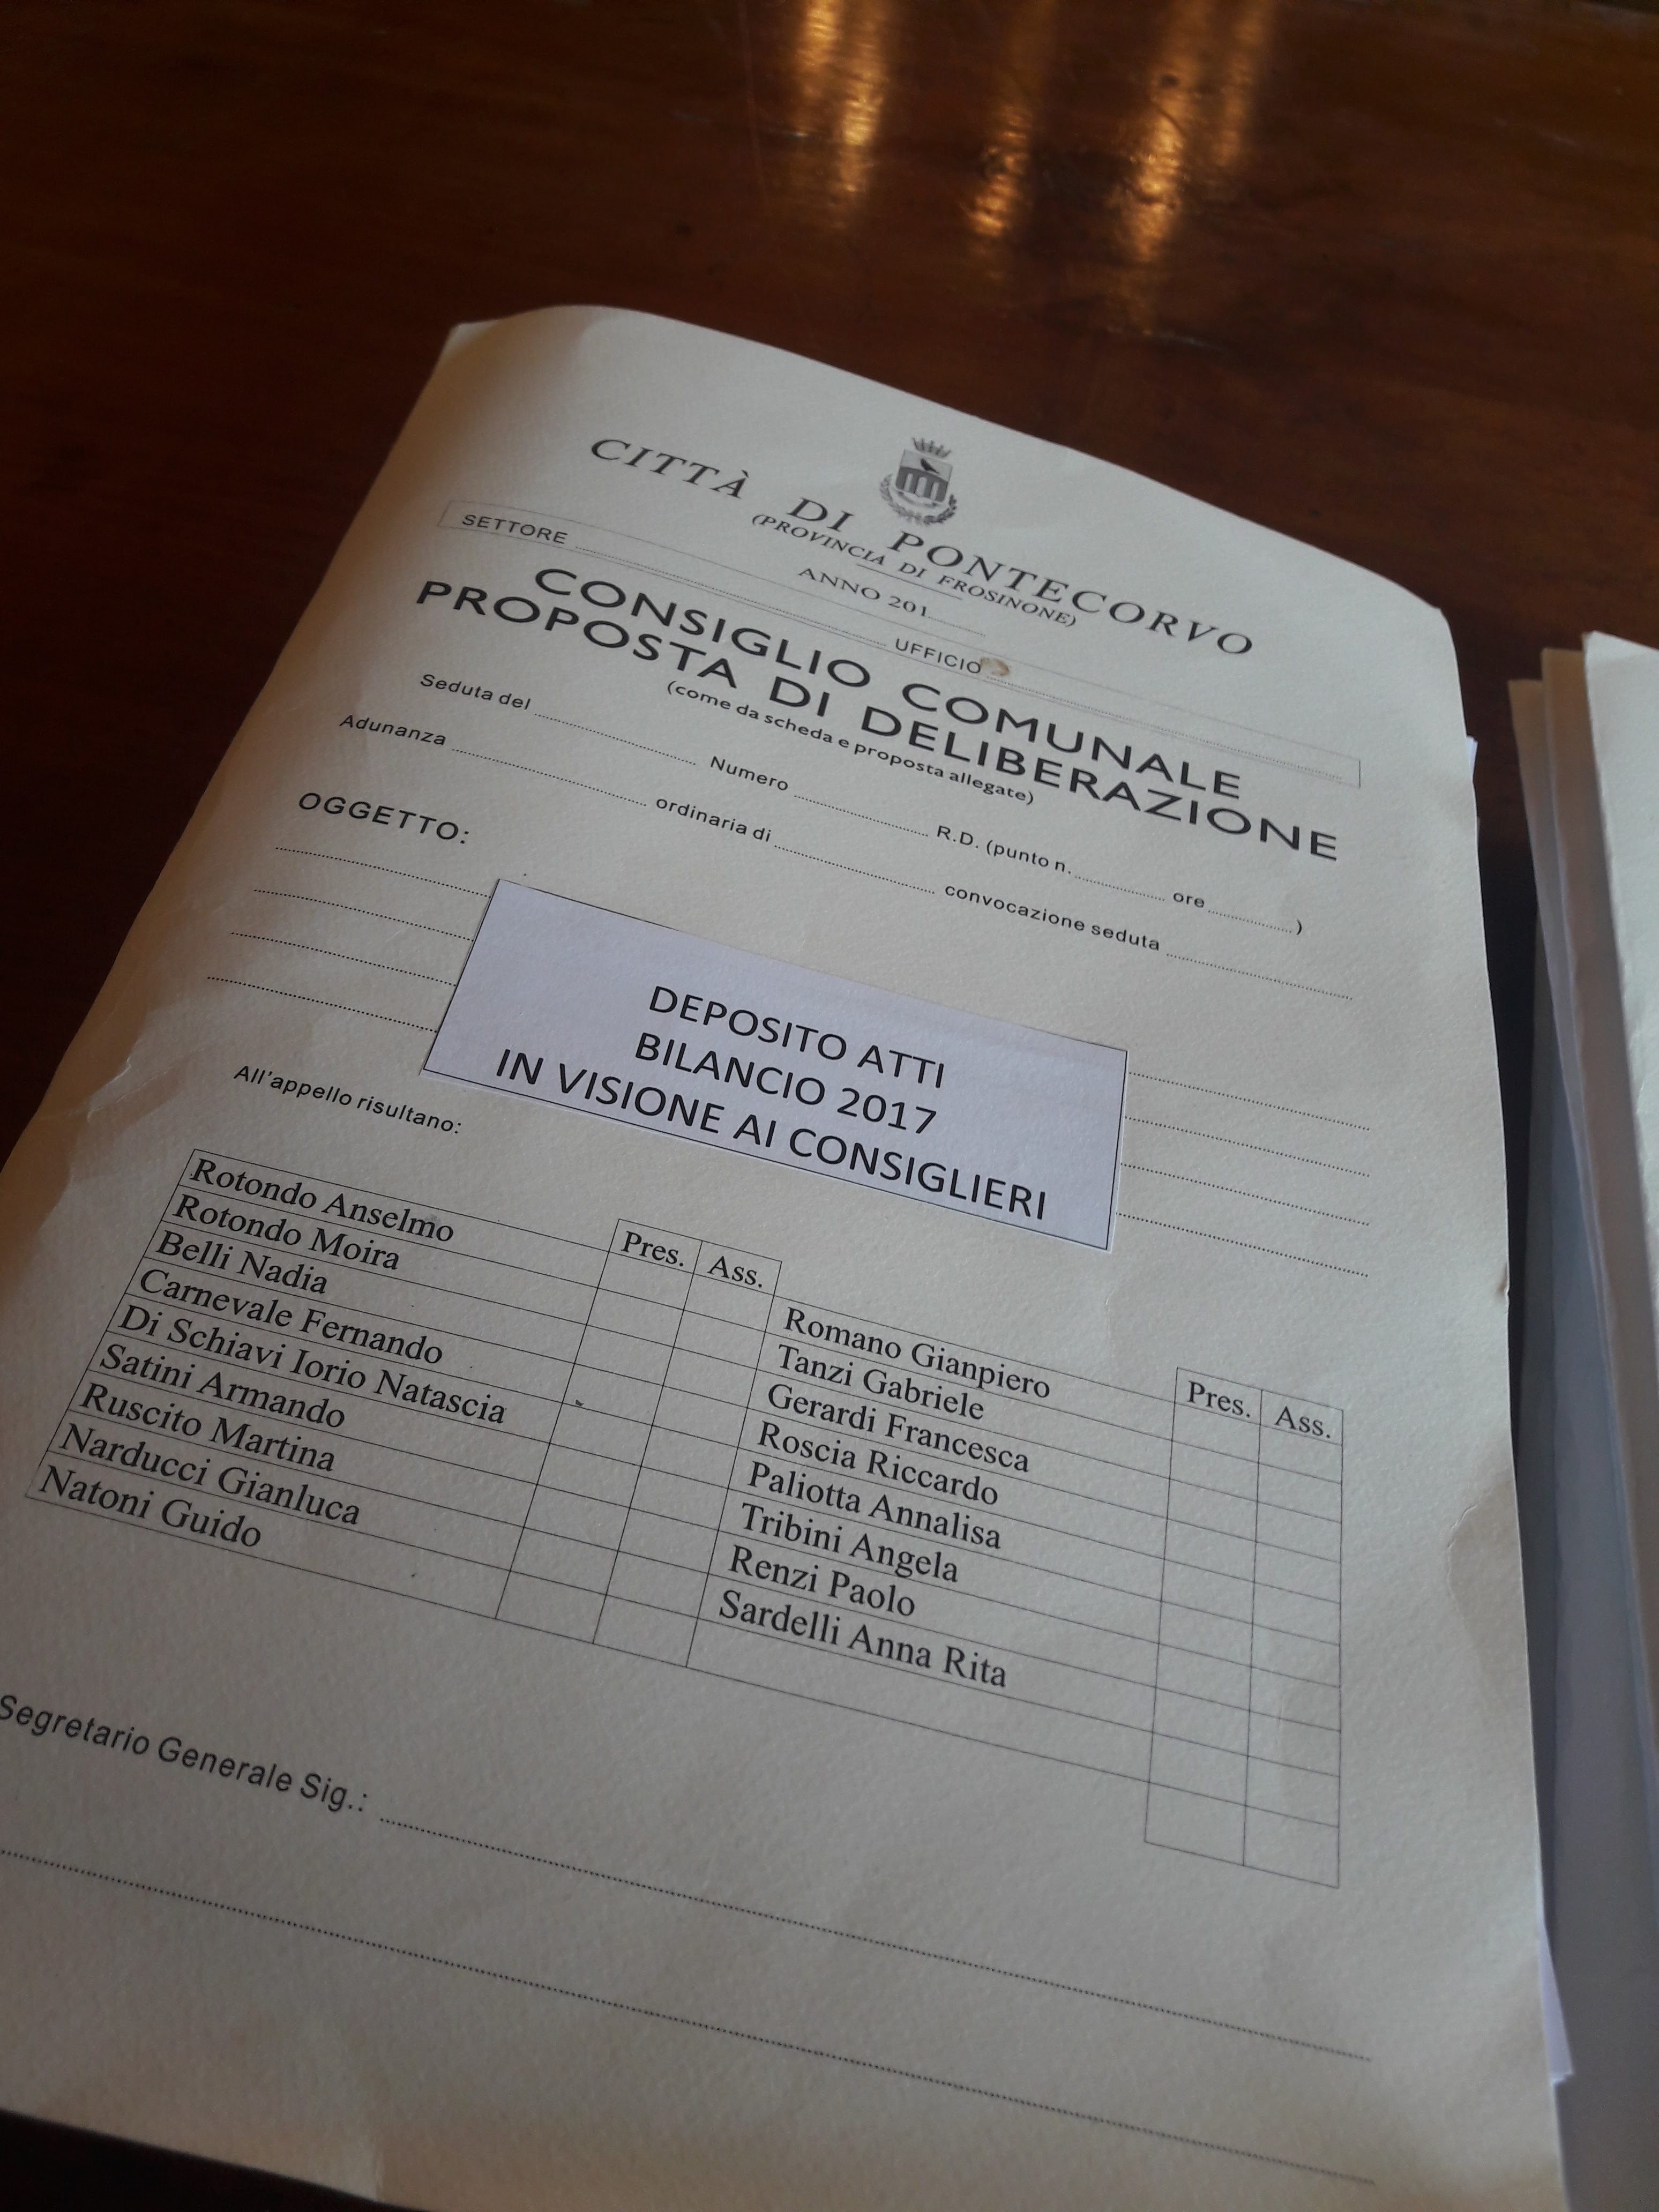 CITTÀ DI PONTECORVO
(PROVINCIA DI FROSINONE)
ANNO 201
SETTORE UFFICIO
CONSIGLIO COMUNALE
PROPOSTA DI DELIBERAZIONE
(come da scheda e proposta allegate)
Seduta del Numero R.D. (punto n. ore )
Adunanza ordinaria di convocazione seduta
OGGETTO:
DEPOSITO ATTI
BILANCIO 2017
IN VISIONE AI CONSIGLIERI
All'appello risultano:
Pres. Ass.
Rotondo Anselmo
Rotondo Moira
Belli Nadia
Carnevale Fernando
Di Schiavi Iorio Natascia
Satini Armando
Ruscito Martina
Narducci Gianluca
Natoni Guido
Pres. Ass.
Romano Gianpiero
Tanzi Gabriele
Gerardi Francesca
Roscia Riccardo
Paliotta Annalisa
Tribini Angela
Renzi Paolo
Sardelli Anna Rita
Segretario Generale Sig.: